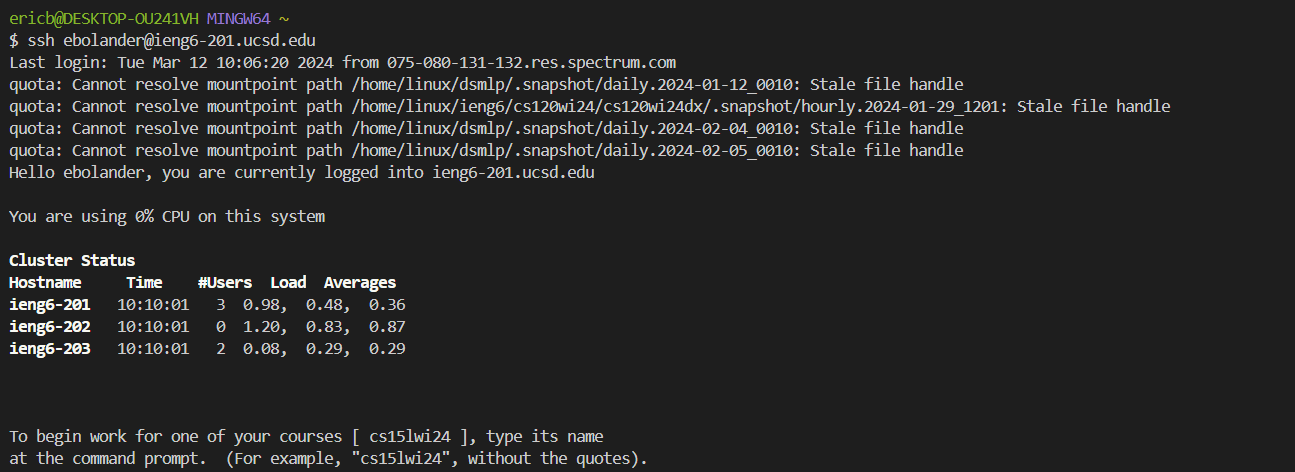 ericb@DESKTOP-OU241VH MINGW64 ~
$ ssh ebolander@ieng6-201.ucsd.edu
Last login: Tue Mar 12 10:06:20 2024 from 075-080-131-132.res.spectrum.com
quota: Cannot resolve mountpoint path /home/linux/dsmlp/.snapshot/daily.2024-01-12_0010: Stale file handle
quota: Cannot resolve mountpoint path /home/linux/ieng6/cs120wi24/cs120wi24dx/.snapshot/hourly.2024-01-29_1201: Stale file handle
quota: Cannot resolve mountpoint path /home/linux/dsmlp/.snapshot/daily.2024-02-04_0010: Stale file handle
quota: Cannot resolve mountpoint path /home/linux/dsmlp/.snapshot/daily.2024-02-05_0010: Stale file handle
Hello ebolander, you are currently logged into ieng6-201.ucsd.edu
You are using 0% CPU on this system
Cluster Status
Hostname     Time    #Users  Load  Averages
ieng6-201   10:10:01   3  0.98,  0.48,  0.36
ieng6-202   10:10:01   0  1.20,  0.83,  0.87
ieng6-203   10:10:01   2  0.08,  0.29,  0.29
To begin work for one of your courses [ cs15lwi24 ], type its name
at the command prompt.  (For example, "cs15lwi24", without the quotes).